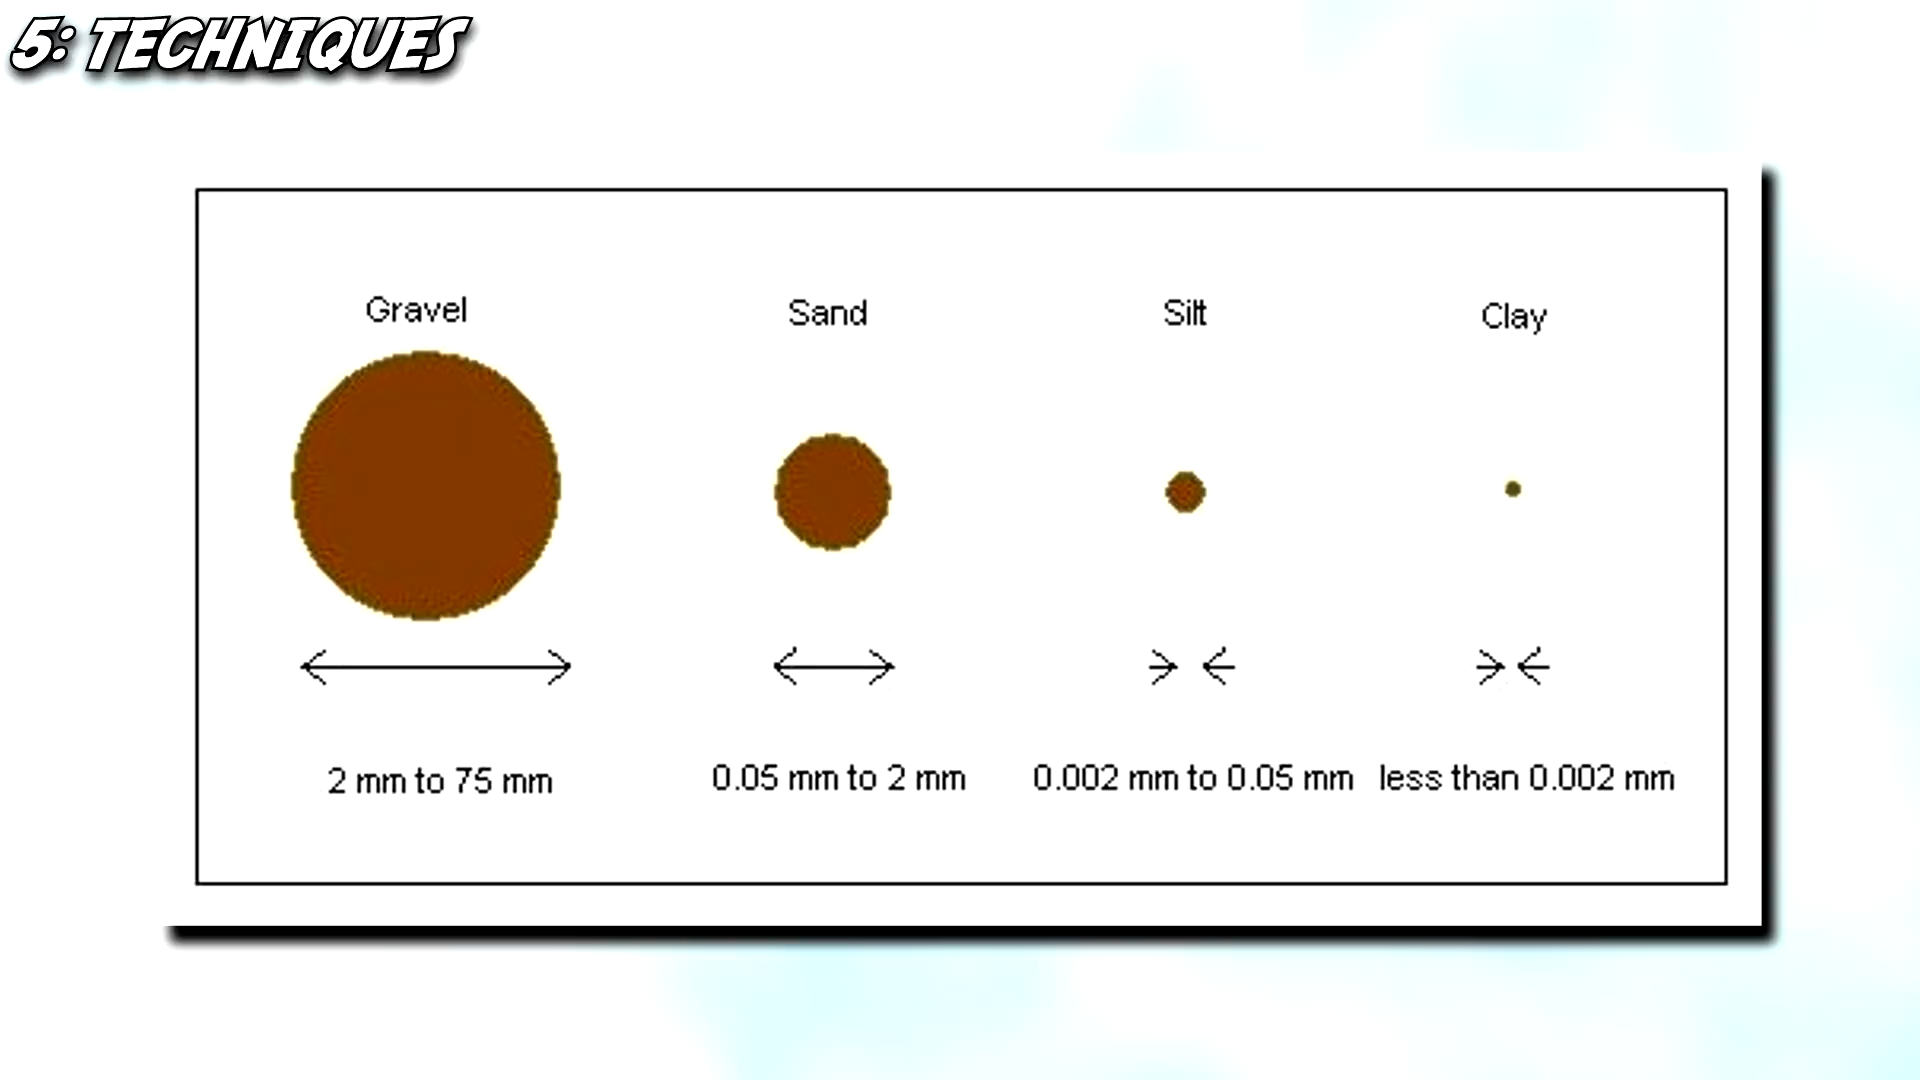 5: TECHNIQUES
Gravel
Sand
Silt
Clay
2 mm to 75 mm
0.05 mm to 2 mm
0.002 mm to 0.05 mm
less than 0.002 mm